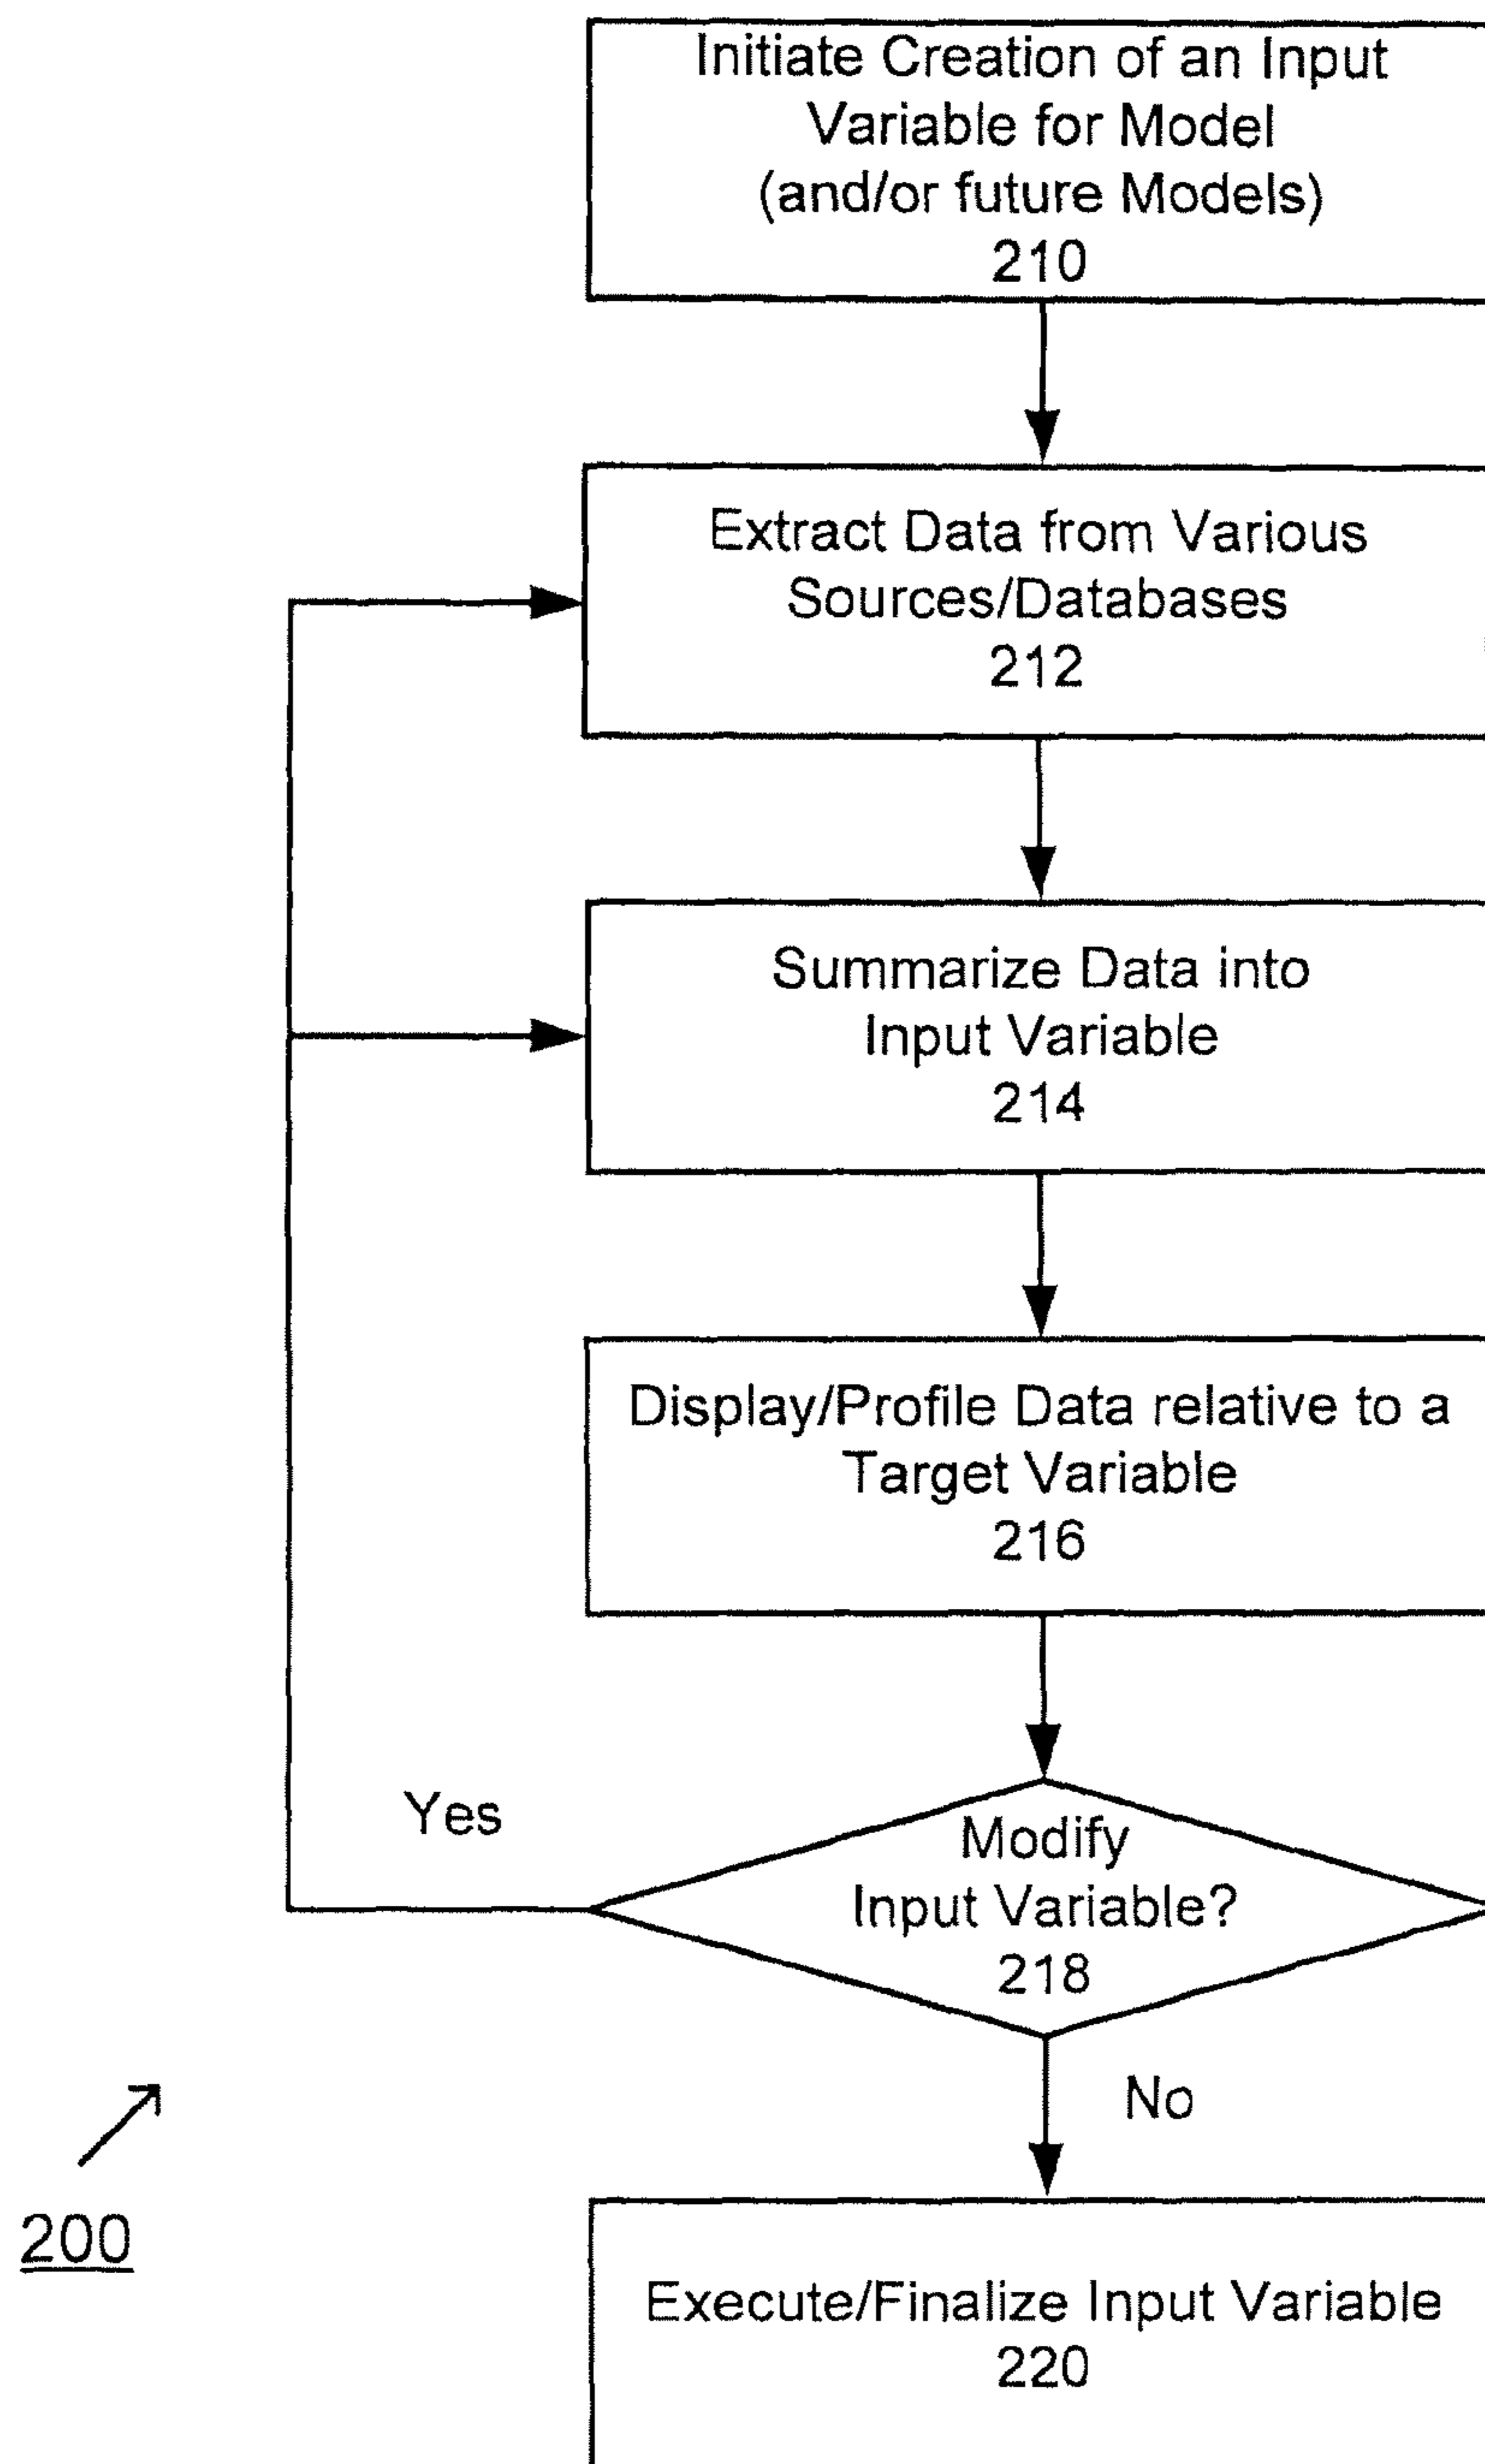 Initiate Creation of an Input
Variable for Model
(and/or future Models)
210
Extract Data from Various
Sources/Databases
212
Summarize Data into
Input Variable
214
Display/Profile Data relative to a
Target Variable
216
Yes
Modify
Input Variable?
218
No
200
Execute/Finalize Input Variable
220